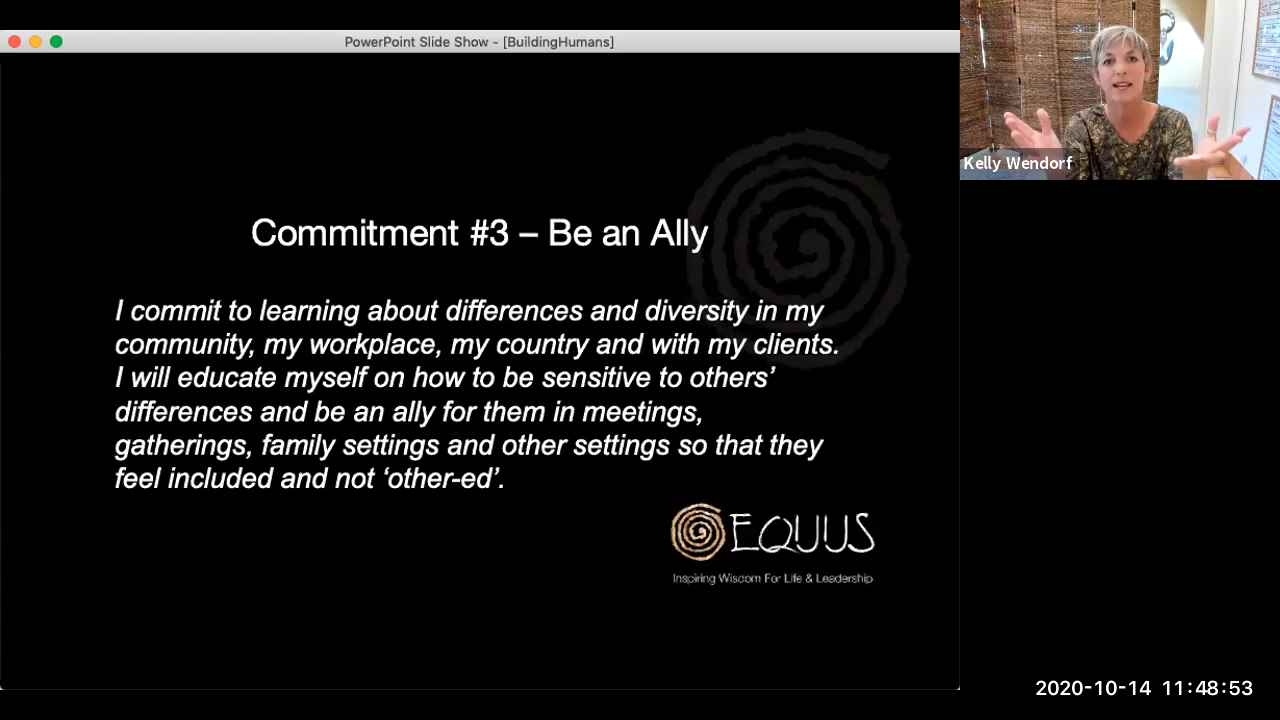 PowerPoint Slide Show - [BuildingHumans]
Kelly Wendorf
Commitment #3 – Be an Ally
I commit to learning about differences and diversity in my
community, my workplace, my country and with my clients.
I will educate myself on how to be sensitive to others’
differences and be an ally for them in meetings,
gatherings, family settings and other settings so that they
feel included and not ‘other-ed’.
EQUUS
Inspiring Wisdom For Life & Leadership
2020-10-14 11:48:53